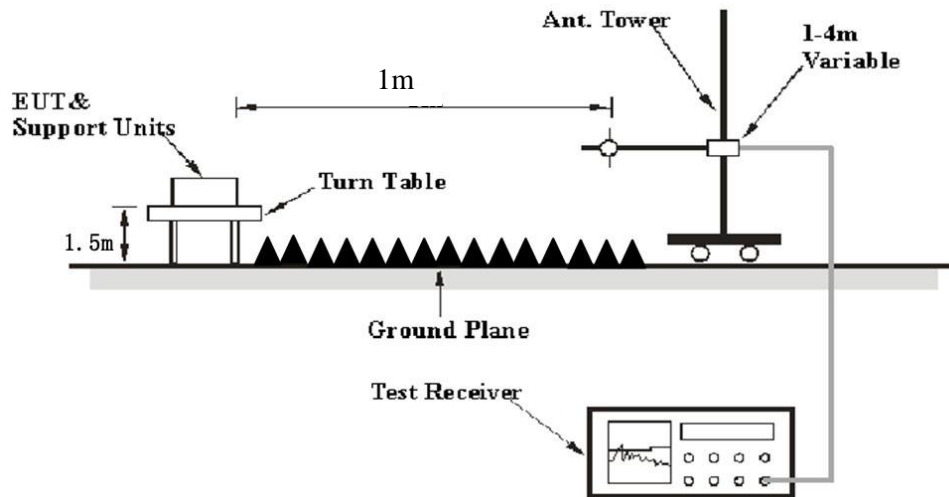 Ant. Tower
1-4m
Variable
1m
EUT&
Support Units
Turn Table
1.5m
Ground Plane
Test Receiver